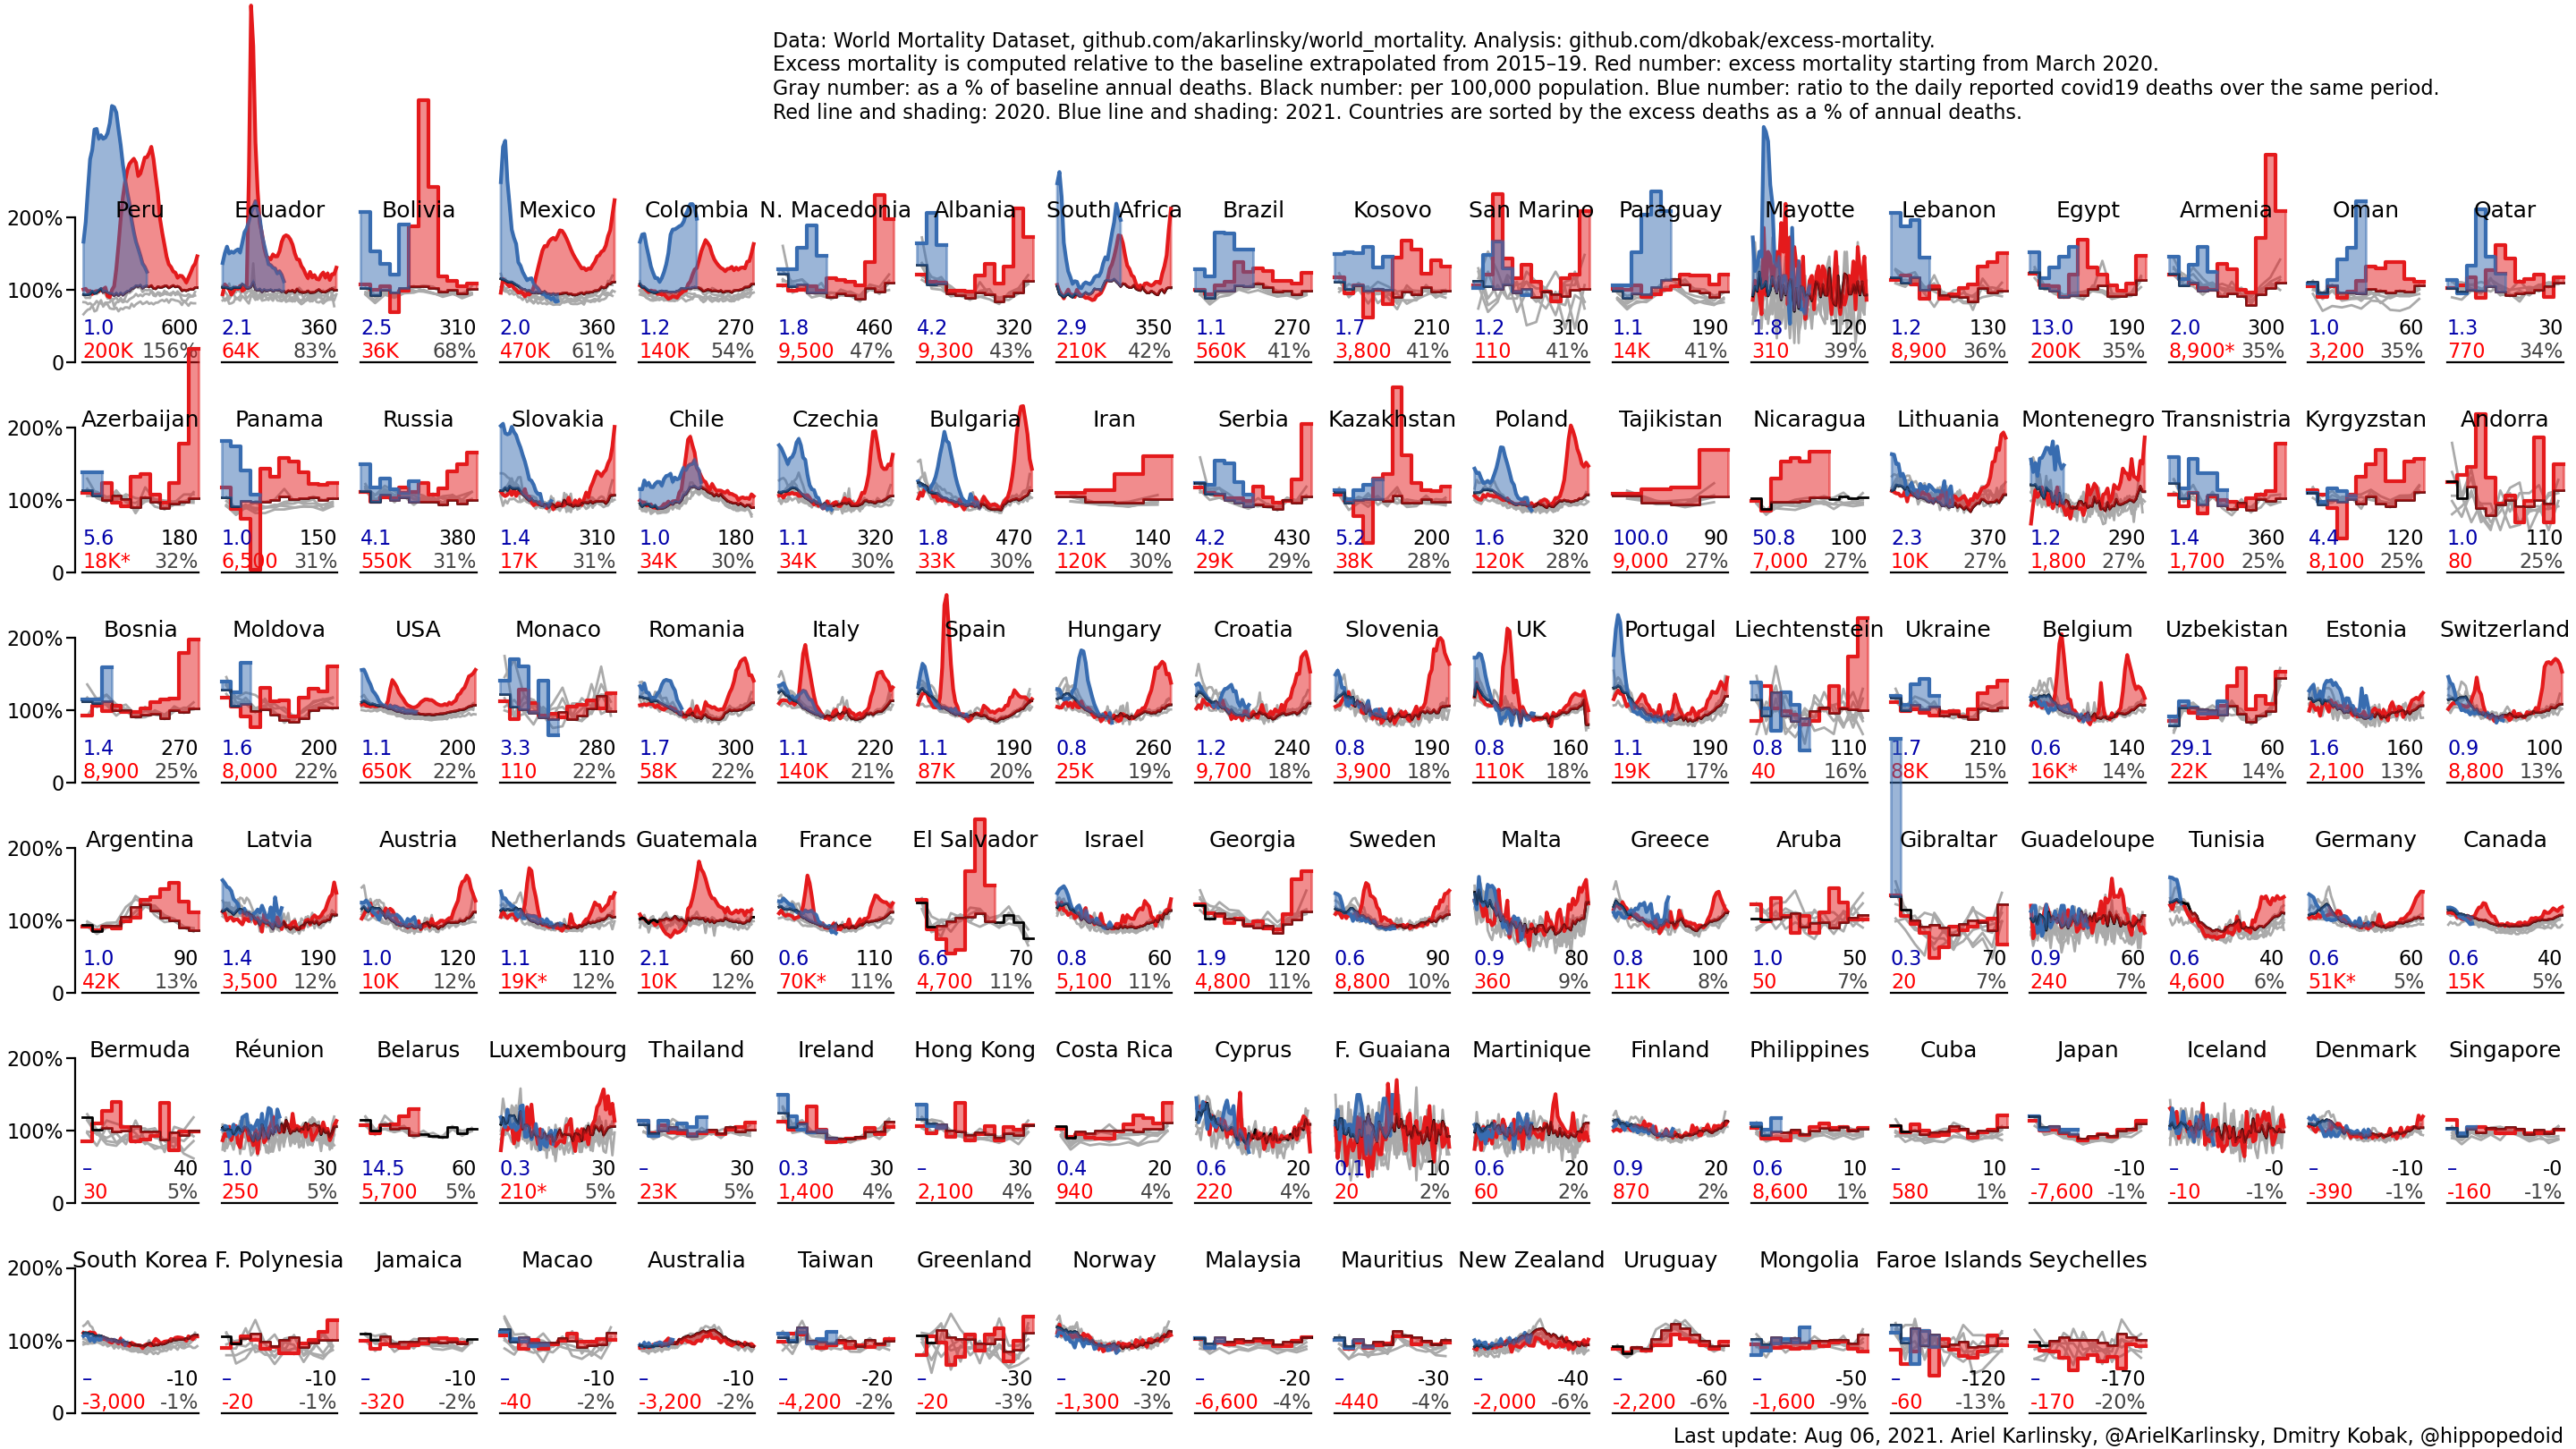 Data: World Mortality Dataset, github.com/akarlinsky/world_mortality. Analysis: github.com/dkobak/excess-mortality.
Excess mortality is computed relative to the baseline extrapolated from 2015–19. Red number: excess mortality starting from March 2020.
Gray number: as a % of baseline annual deaths. Black number: per 100,000 population. Blue number: ratio to the daily reported covid19 deaths over the same period.
Red line and shading: 2020. Blue line and shading: 2021. Countries are sorted by the excess deaths as a % of annual deaths.
200% Peru Ecuador Bolivia Mexico Colombia N. Macedonia Albania South Africa Brazil Kosovo San Marino Paraguay Mayotte Lebanon Egypt Armenia Oman Qatar
100%
1.0 600 2.1 360 2.5 310 2.0 360 1.2 270 1.8 460 4.2 320 2.9 350 1.1 270 1.7 210 1.2 310 1.1 190 1.8 120 1.2 130 13.0 190 2.0 300 1.0 60 1.3 30
0 200K 156% 64K 83% 36K 68% 470K 61% 140K 54% 9,500 47% 9,300 43% 210K 42% 560K 41% 3,800 41% 110 41% 14K 41% 310 39% 8,900 36% 200K 35% 8,900* 35% 3,200 35% 770 34%
200% Azerbaijan Panama Russia Slovakia Chile Czechia Bulgaria Iran Serbia Kazakhstan Poland Tajikistan Nicaragua Lithuania Montenegro Transnistria Kyrgyzstan Andorra
100%
5.6 180 1.0 150 4.1 380 1.4 310 1.0 180 1.1 320 1.8 470 2.1 140 4.2 430 5.2 200 1.6 320 100.0 90 50.8 100 2.3 370 1.2 290 1.4 360 4.4 120 1.0 110
0 18K* 32% 6,500 31% 550K 31% 17K 31% 34K 30% 34K 30% 33K 30% 120K 30% 29K 29% 38K 28% 120K 28% 9,000 27% 7,000 27% 10K 27% 1,800 27% 1,700 25% 8,100 25% 80 25%
200% Bosnia Moldova USA Monaco Romania Italy Spain Hungary Croatia Slovenia UK Portugal Liechtenstein Ukraine Belgium Uzbekistan Estonia Switzerland
100%
1.4 270 1.6 200 1.1 200 3.3 280 1.7 300 1.1 220 1.1 190 0.8 260 1.2 240 0.8 190 0.8 160 1.1 190 0.8 110 1.7 210 0.6 140 29.1 60 1.6 160 0.9 100
0 8,900 25% 8,000 22% 650K 22% 110 22% 58K 22% 140K 21% 87K 20% 25K 19% 9,700 18% 3,900 18% 110K 18% 19K 17% 40 16% 88K 15% 16K* 14% 22K 14% 2,100 13% 8,800 13%
200% Argentina Latvia Austria Netherlands Guatemala France El Salvador Israel Georgia Sweden Malta Greece Aruba Gibraltar Guadeloupe Tunisia Germany Canada
100%
1.0 90 1.4 190 1.0 120 1.1 110 2.1 60 0.6 110 6.6 70 0.8 60 1.9 120 0.6 90 0.9 80 0.8 100 1.0 50 0.3 70 0.9 60 0.6 40 0.6 60 0.6 40
0 42K 13% 3,500 12% 10K 12% 19K* 12% 10K 12% 70K* 11% 4,700 11% 5,100 11% 4,800 11% 8,800 10% 360 9% 11K 8% 50 7% 20 7% 240 7% 4,600 6% 51K* 5% 15K 5%
200% Bermuda Réunion Belarus Luxembourg Thailand Ireland Hong Kong Costa Rica Cyprus F. Guaiana Martinique Finland Philippines Cuba Japan Iceland Denmark Singapore
100%
– 40 1.0 30 14.5 60 0.3 30 – 30 0.3 30 – 30 0.4 20 0.6 20 0.1 10 0.6 20 0.9 20 0.6 10 – 10 – -10 – -0 – -10 – -0
0 30 5% 250 5% 5,700 5% 210* 5% 23K 5% 1,400 4% 2,100 4% 940 4% 220 4% 20 2% 60 2% 870 2% 8,600 1% 580 1% -7,600 -1% -10 -1% -390 -1% -160 -1%
200% South Korea F. Polynesia Jamaica Macao Australia Taiwan Greenland Norway Malaysia Mauritius New Zealand Uruguay Mongolia Faroe Islands Seychelles
100%
– -10 – -10 – -10 – -10 – -10 – -20 – -30 – -20 – -20 – -30 – -40 – -60 – -50 – -120 – -170
0 -3,000 -1% -20 -1% -320 -2% -40 -2% -3,200 -2% -4,200 -2% -20 -3% -1,300 -3% -6,600 -4% -440 -4% -2,000 -6% -2,200 -6% -1,600 -9% -60 -13% -170 -20%
Last update: Aug 06, 2021. Ariel Karlinsky, @ArielKarlinsky, Dmitry Kobak, @hippopedoid